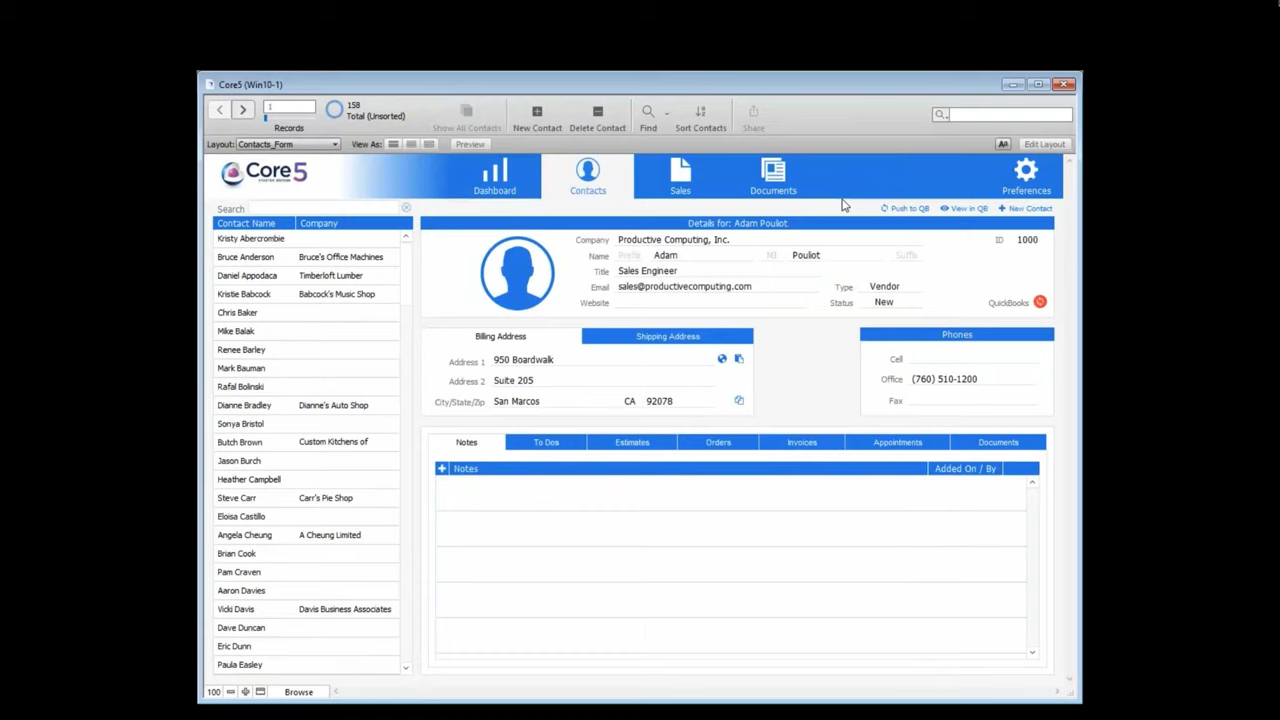 Core5 (Win10-1)
1
158
Total (Unsorted)
Records
Show All Contacts
New Contact
Delete Contact
Find
Sort Contacts
Share
Layout: Contacts_Form
View As:
Preview
Aa
Edit Layout
Core5
Dashboard
Contacts
Sales
Documents
Preferences
Search
Push to QB
View in QB
New Contact
Contact Name Company
Kristy Abercrombie
Bruce Anderson Bruce's Office Machines
Daniel Appodaca Timberloft Lumber
Kristie Babcock Babcock's Music Shop
Chris Baker
Mike Balak
Renee Barley
Mark Bauman
Rafal Bolinski
Dianne Bradley Dianne's Auto Shop
Sonya Bristol
Butch Brown Custom Kitchens of
Jason Burch
Heather Campbell
Steve Carr Carr's Pie Shop
Eloisa Castillo
Angela Cheung A Cheung Limited
Brian Cook
Pam Craven
Aaron Davies
Vicki Davis Davis Business Associates
Dave Duncan
Eric Dunn
Paula Easley
Details for: Adam Pouliot
Company Productive Computing, Inc.
ID 1000
Name Prefix Adam MI Pouliot Suffix
Title Sales Engineer
Email sales@productivecomputing.com
Type Vendor
Website
Status New
QuickBooks
Billing Address Shipping Address
Address 1 950 Boardwalk
Address 2 Suite 205
City/State/Zip San Marcos CA 92078
Phones
Cell
Office (760) 510-1200
Fax
Notes To Dos Estimates Orders Invoices Appointments Documents
Notes Added On / By
100 Browse